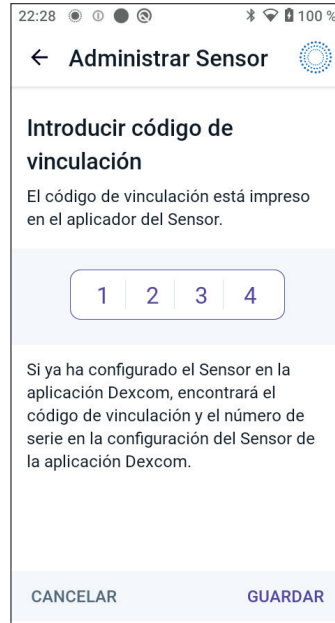 22:28 100 %
← Administrar Sensor
Introducir código de
vinculación
El código de vinculación está impreso
en el aplicador del Sensor.
1 2 3 4
Si ya ha configurado el Sensor en la
aplicación Dexcom, encontrará el
código de vinculación y el número de
serie en la configuración del Sensor de
la aplicación Dexcom.
CANCELAR GUARDAR